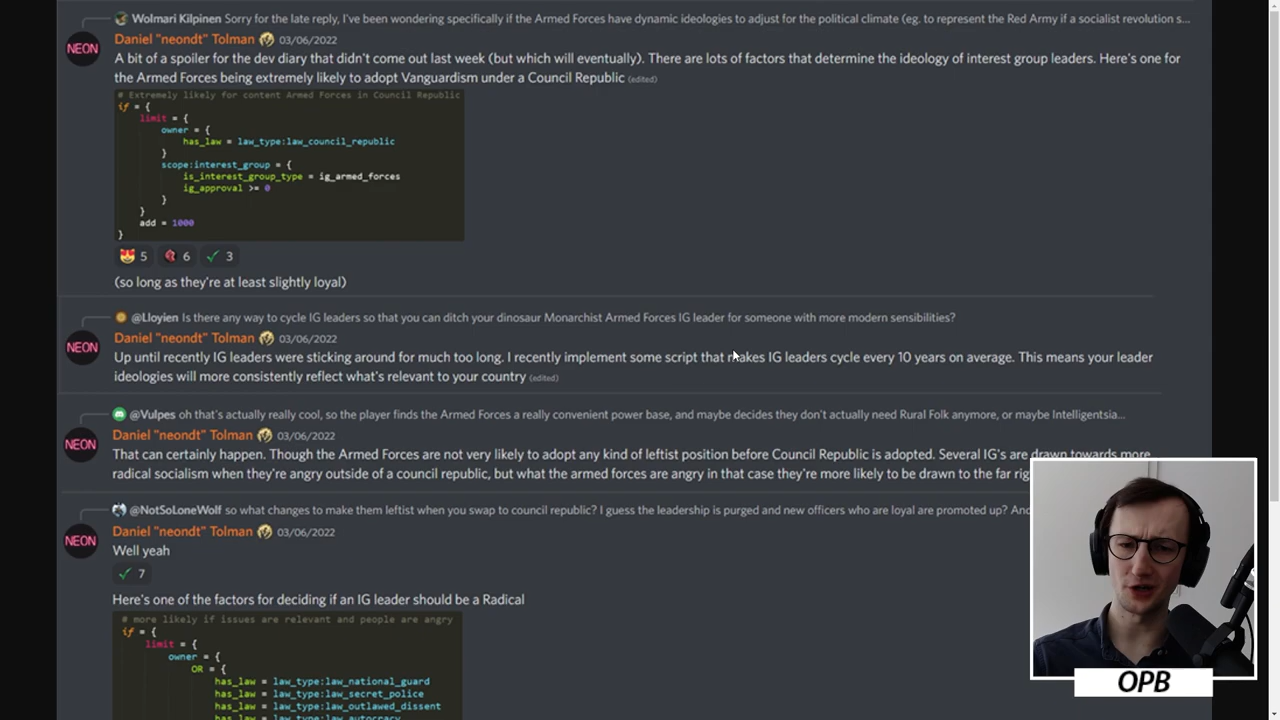 Wolmari Kilpinen Sorry for the late reply, I've been wondering specifically if the Armed Forces have dynamic ideologies to adjust for the political climate (eg. to represent the Red Army if a socialist revolution s...
NEON
Daniel "neondt" Tolman 03/06/2022
A bit of a spoiler for the dev diary that didn't come out last week (but which will eventually). There are lots of factors that determine the ideology of interest group leaders. Here's one for
the Armed Forces being extremely likely to adopt Vanguardism under a Council Republic (edited)
# Extremely likely for content Armed Forces in Council Republic
if = {
limit = {
owner = {
has_law = law_type:law_council_republic
}
scope:interest_group = {
is_interest_group_type = ig_armed_forces
ig_approval >= 0
}
}
add = 1000
}
5 6 3
(so long as they're at least slightly loyal)
@Lloyien Is there any way to cycle IG leaders so that you can ditch your dinosaur Monarchist Armed Forces IG leader for someone with more modern sensibilities?
NEON
Daniel "neondt" Tolman 03/06/2022
Up until recently IG leaders were sticking around for much too long. I recently implement some script that makes IG leaders cycle every 10 years on average. This means your leader
ideologies will more consistently reflect what's relevant to your country (edited)
@Vulpes oh that's actually really cool, so the player finds the Armed Forces a really convenient power base, and maybe decides they don't actually need Rural Folk anymore, or maybe Intelligentsia...
NEON
Daniel "neondt" Tolman 03/06/2022
That can certainly happen. Though the Armed Forces are not very likely to adopt any kind of leftist position before Council Republic is adopted. Several IG's are drawn towards more
radical socialism when they're angry outside of a council republic, but what the armed forces are angry in that case they're more likely to be drawn to the far rig
@NotSoLoneWolf so what changes to make them leftist when you swap to council republic? I guess the leadership is purged and new officers who are loyal are promoted up? And
NEON
Daniel "neondt" Tolman 03/06/2022
Well yeah
7
Here's one of the factors for deciding if an IG leader should be a Radical
# more likely if issues are relevant and people are angry
if = {
limit = {
owner = {
OR = {
has_law = law_type:law_national_guard
has_law = law_type:law_secret_police
has_law = law_type:law_outlawed_dissent
has_law = law_type:law_autocracy
OPB